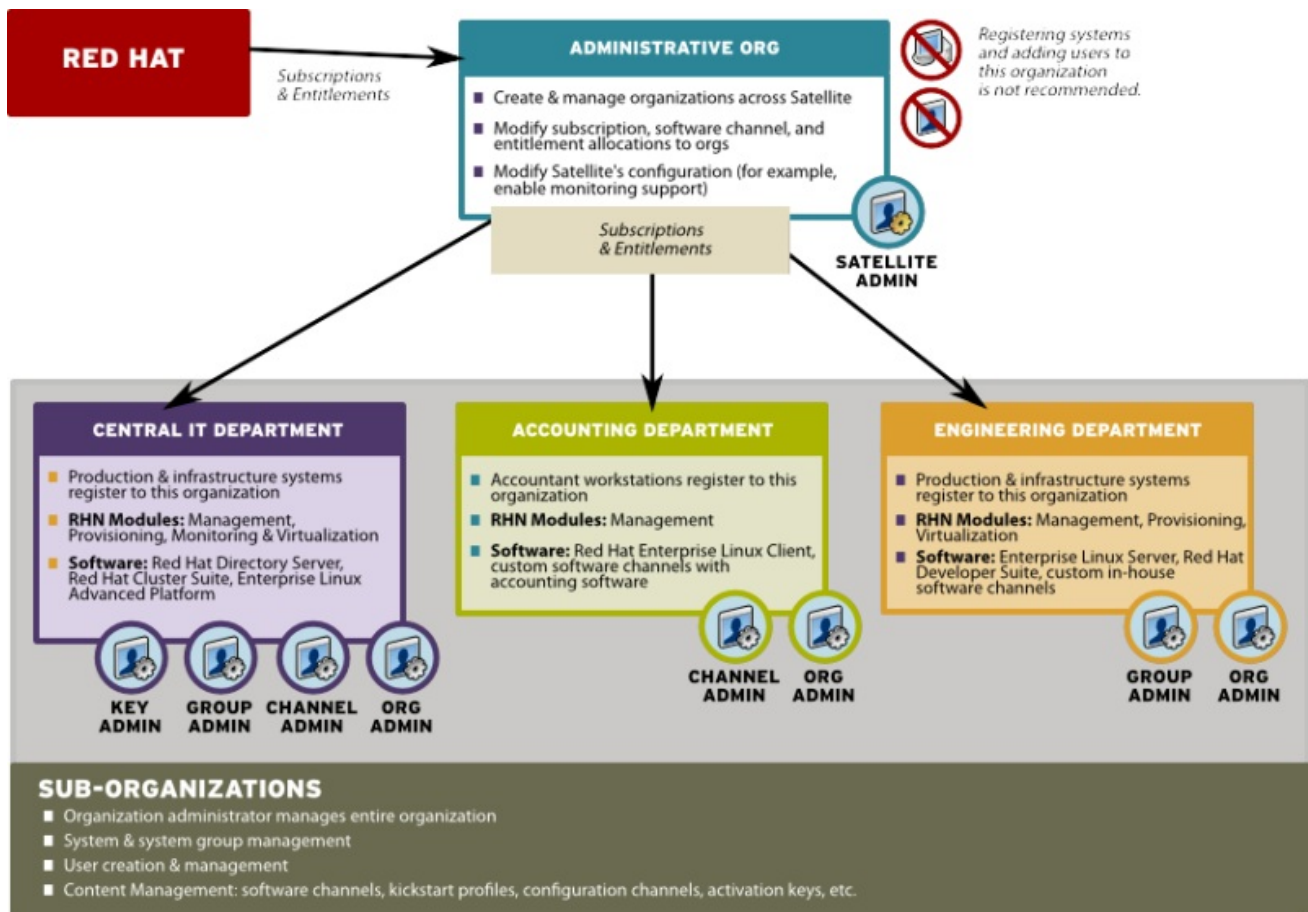 RED HAT
Subscriptions
& Entitlements
ADMINISTRATIVE ORG
■ Create & manage organizations across Satellite
■ Modify subscription, software channel, and
entitlement allocations to orgs
■ Modify Satellite's configuration (for example,
enable monitoring support)
Registering systems
and adding users to
this organization
is not recommended.
Subscriptions
& Entitlements
SATELLITE
ADMIN
CENTRAL IT DEPARTMENT
■ Production & infrastructure systems
register to this organization
■ RHN Modules: Management,
Provisioning, Monitoring & Virtualization
■ Software: Red Hat Directory Server,
Red Hat Cluster Suite, Enterprise Linux
Advanced Platform
KEY
ADMIN
GROUP
ADMIN
CHANNEL
ADMIN
ORG
ADMIN
ACCOUNTING DEPARTMENT
■ Accountant workstations register to this
organization
■ RHN Modules: Management
■ Software: Red Hat Enterprise Linux Client,
custom software channels with
accounting software
CHANNEL
ADMIN
ORG
ADMIN
ENGINEERING DEPARTMENT
■ Production & infrastructure systems
register to this organization
■ RHN Modules: Management, Provisioning,
Virtualization
■ Software: Enterprise Linux Server, Red Hat
Developer Suite, custom in-house
software channels
GROUP
ADMIN
ORG
ADMIN
SUB-ORGANIZATIONS
■ Organization administrator manages entire organization
■ System & system group management
■ User creation & management
■ Content Management: software channels, kickstart profiles, configuration channels, activation keys, etc.